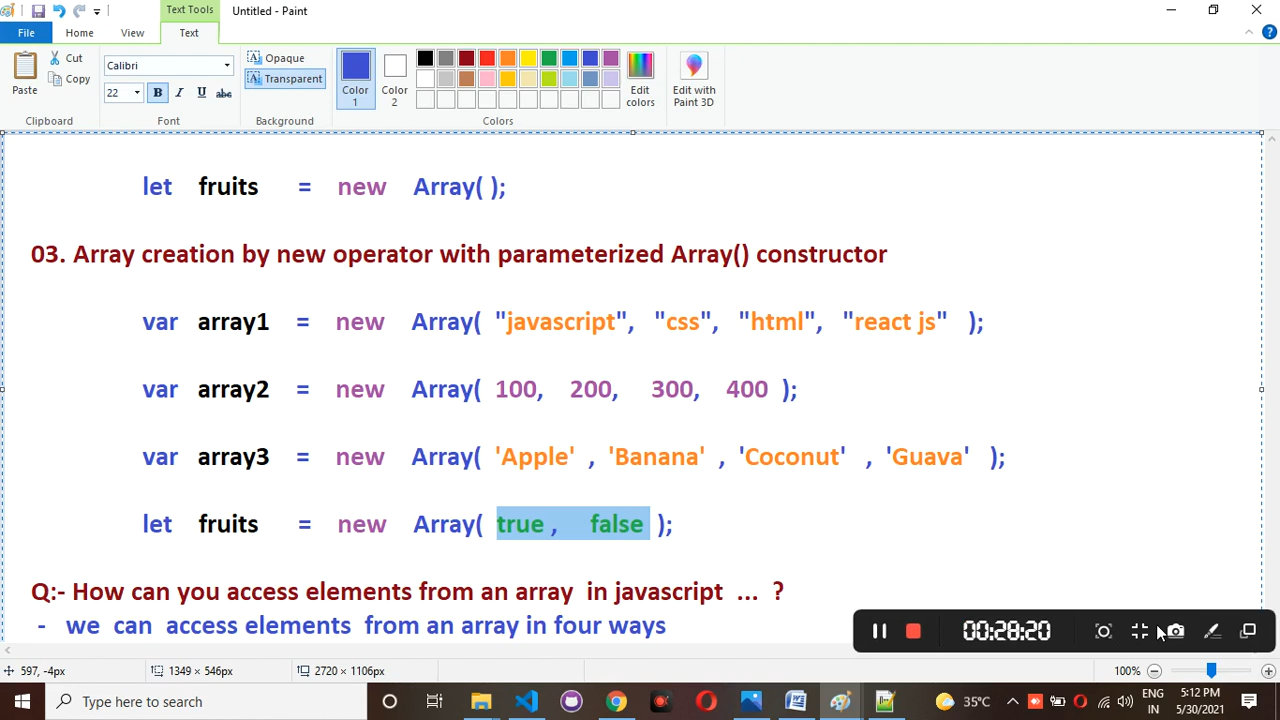 Text Tools
Untitled - Paint
File Home View Text
Paste
Cut
Copy
Clipboard
Calibri
22 B I U abc
Font
Opaque
Transparent
Background
Color 1
Color 2
Edit colors
Colors
Edit with Paint 3D
let fruits = new Array( );
03. Array creation by new operator with parameterized Array() constructor
var array1 = new Array( "javascript", "css", "html", "react js" );
var array2 = new Array( 100, 200, 300, 400 );
var array3 = new Array( 'Apple' , 'Banana' , 'Coconut' , 'Guava' );
let fruits = new Array( true , false );
Q:- How can you access elements from an array in javascript ... ?
- we can access elements from an array in four ways
00:28:20
597, -4px
1349 × 546px
2720 × 1106px
100%
Type here to search
35°C
ENG
IN
5:12 PM
5/30/2021